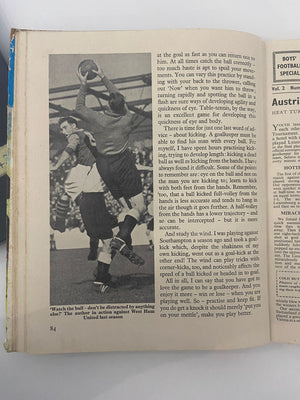 at the goal as fast as you can return to
him. At all times catch the ball correctly –
too much haste is apt to spoil your move-
ments. You can vary this practice by stand-
ing with your back to the thrower, calling
out 'Now' when you want him to throw;
turning rapidly and spotting the ball in a
flash are sure ways of developing agility and
quickness of eye. Table-tennis, by the way,
is an excellent game for developing the
quickness of eye and body.
There is time for just one last word of ad-
vice – about kicking. A goalkeeper must be
able to find his man with every ball. For
myself, I have spent hours practising kick-
ing, trying to develop length; kicking a dead
ball as well as kicking from the hands. I have
always found it difficult. Some of the points
to remember are: eye on the ball and not on
the man you are kicking to; learn to kick
with both feet from the hands. Remember,
too, that a ball kicked full-volley from the
hands is less accurate and tends to hang in
the air though it goes further. A half-volley
from the hands has a lower trajectory – and
so can be intercepted – but it is more
accurate.
And study the wind. I was playing against
Southampton a season ago and took a goal-
kick which, despite the shakiness of my
own kicking, went out to a goal-kick at the
other end! The wind can play tricks with
corner-kicks, too, and noticeably affects the
speed of a ball kicked or headed in to goal.
All in all, I can say that you have got to
love the game to be a goalkeeper. And you
enjoy it more – win or lose – when you are
playing well. So – practise and keep fit. If
you do get a knock it should merely 'put you
on your mettle', make you play better.
'Watch the ball – don't be distracted by anything
else!' The author in action against West Ham
United last season
84
BOYS'
FOOTBALL
SPECIAL
Vol. 2
Austri